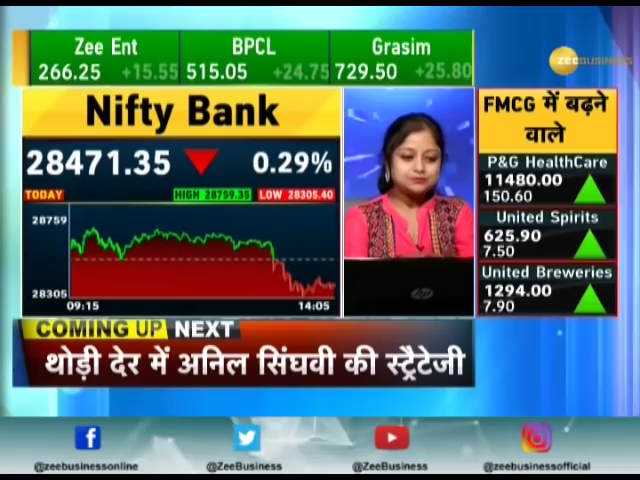 Zee Ent
266.25 +15.55
BPCL
515.05 +24.75
Grasim
729.50 +25.80
ZEEBUSINESS
Nifty Bank
28471.35 0.29%
TODAY HIGH 28759.35 LOW 28305.40
28759
28305
09:15 14:05
hp
FMCG में बढ़ने
वाले
P&G HealthCare
11480.00
150.60
United Spirits
625.90
7.50
United Breweries
1294.00
7.90
COMING UP NEXT
थोड़ी देर में अनिल सिंघवी की स्ट्रैटेजी
@zeebusinessonline @ZeeBusiness @ZeeBusiness @zeebusinessofficial